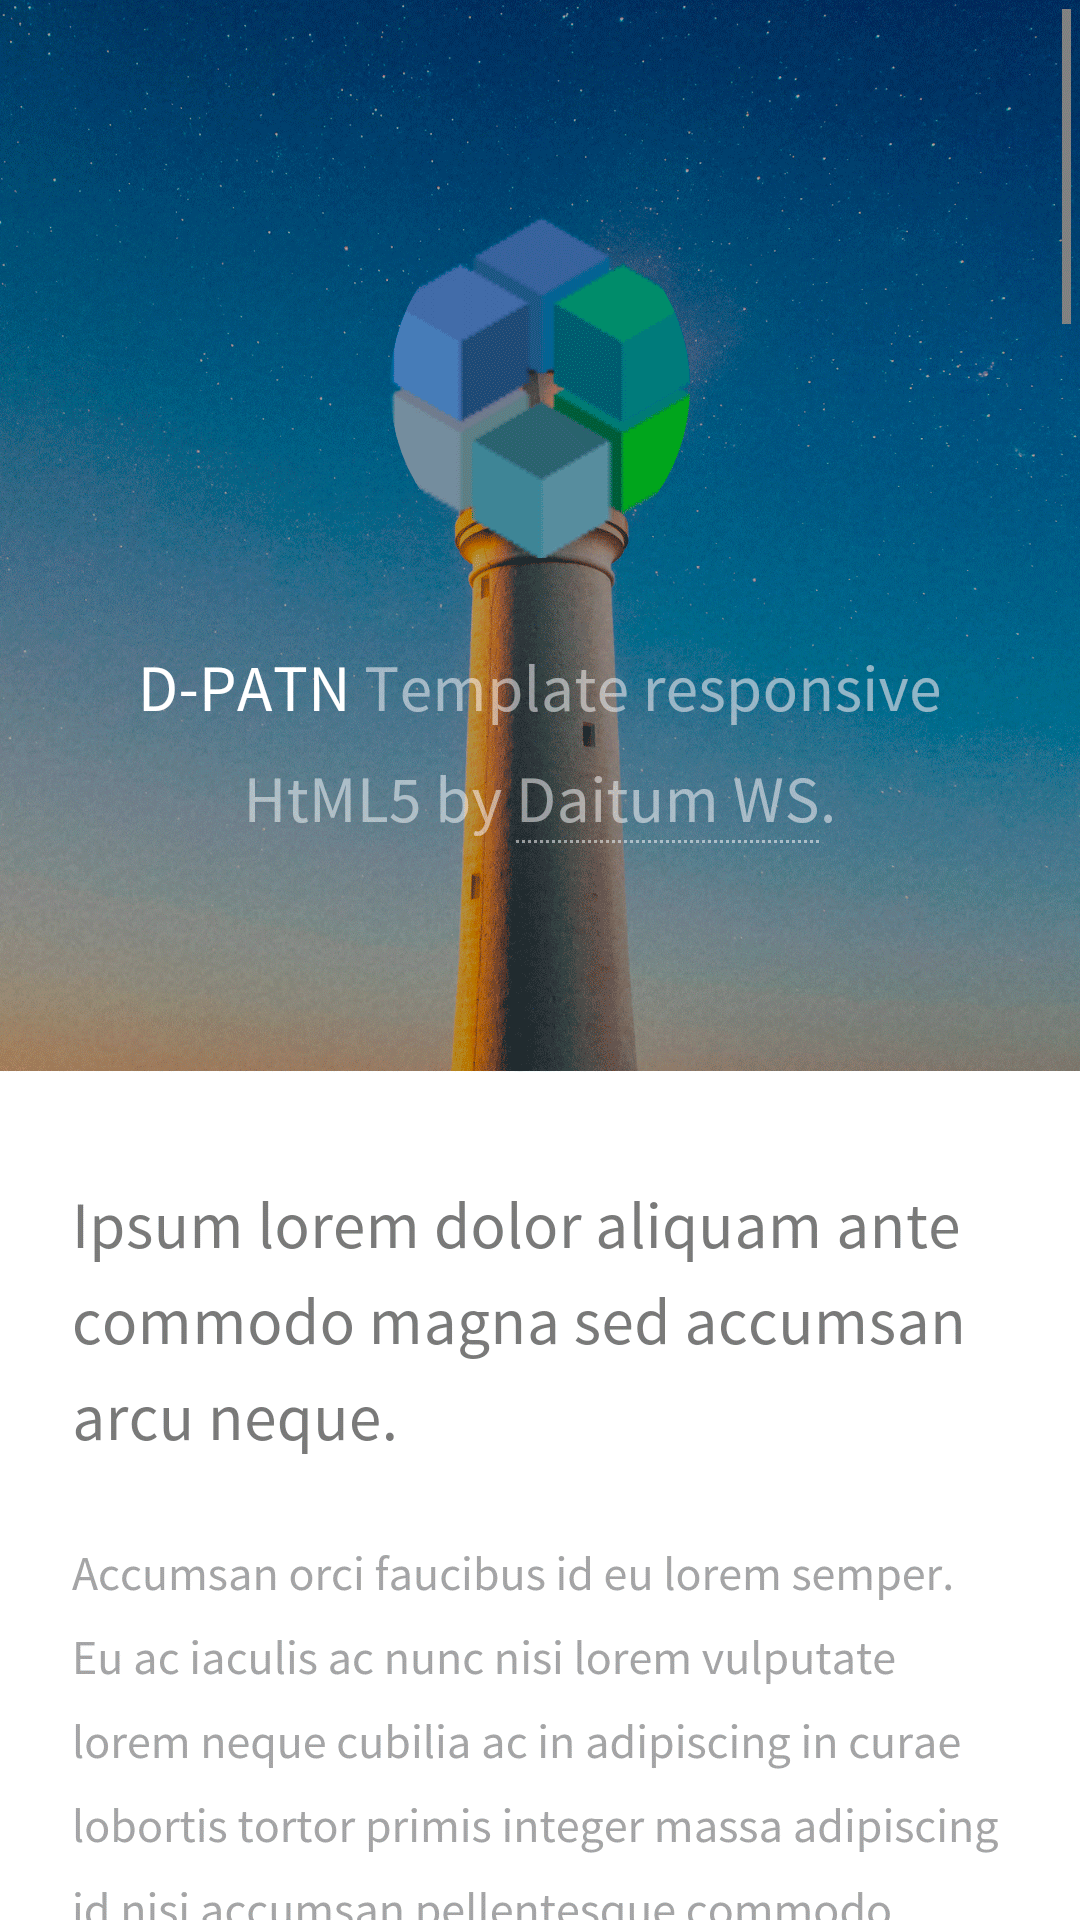 D-PATN Template responsive
HtML5 by Daitum WS.
Ipsum lorem dolor aliquam ante
commodo magna sed accumsan
arcu neque.
Accumsan orci faucibus id eu lorem semper.
Eu ac iaculis ac nunc nisi lorem vulputate
lorem neque cubilia ac in adipiscing in curae
lobortis tortor primis integer massa adipiscing
id nisi accumsan pellentesque commodo